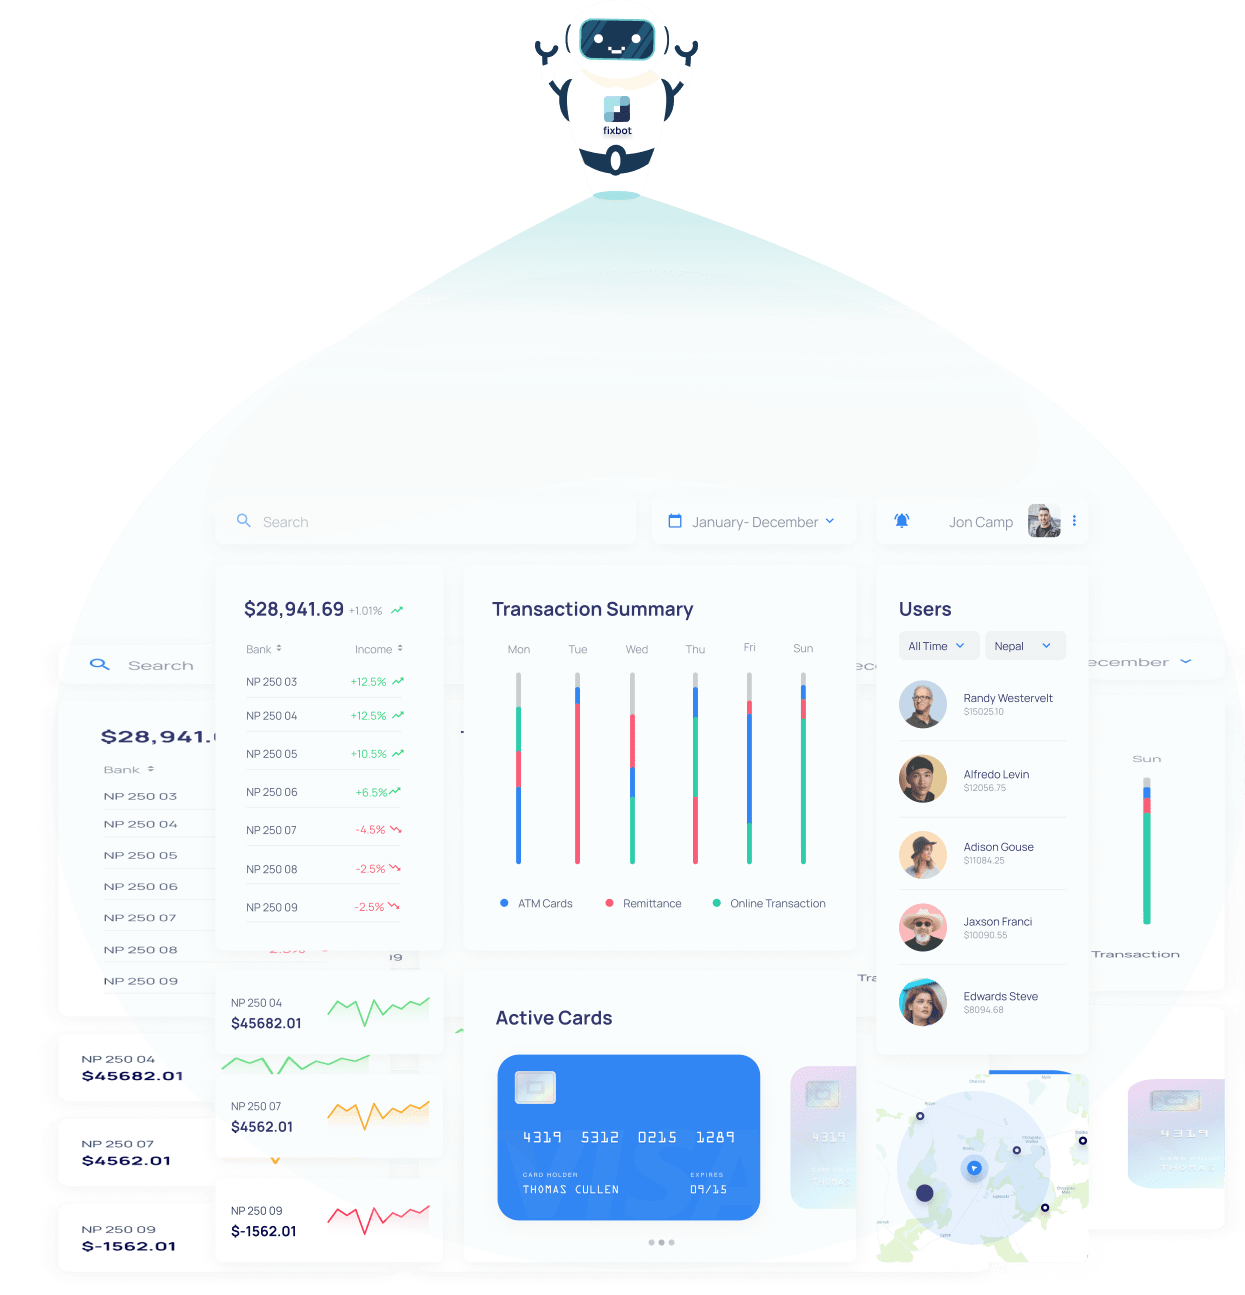 fixbot
Search
January- December
Jon Camp
$28,941.69 +1.01%
Bank Income
NP 250 03 +12.5%
NP 250 04 +12.5%
NP 250 05 +10.5%
NP 250 06 +6.5%
NP 250 07 -4.5%
NP 250 08 -2.5%
NP 250 09 -2.5%
Transaction Summary
Mon Tue Wed Thu Fri Sun
ATM Cards Remittance Online Transaction
Users
All Time Nepal
Randy Westervelt
$15025.10
Alfredo Levin
$12056.75
Adison Gouse
$11084.25
Jaxson Franci
$10090.55
Edwards Steve
$8094.68
NP 250 04
$45682.01
NP 250 07
$4562.01
NP 250 09
$-1562.01
Active Cards
4319 5312 0215 1289
CARD HOLDER EXPIRES
THOMAS CULLEN 09/15
VISA
4319
THOMAS
Search
$28,941.
Bank
NP 250 03
NP 250 04
NP 250 05
NP 250 06
NP 250 07
NP 250 08
NP 250 09
NP 250 04
$45682.01
NP 250 07
$4562.01
NP 250 09
$-1562.01
ecember
Sun
Transaction
4319
THOMAS